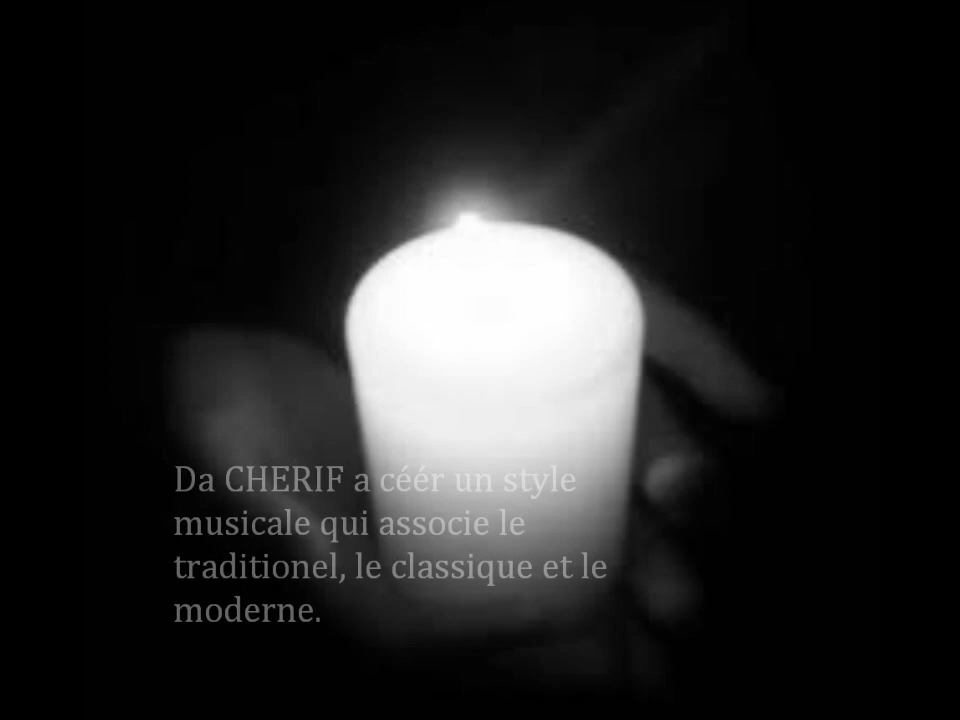 Da CHERIF a céér un style
musicale qui associe le
traditionel, le classique et le
moderne.